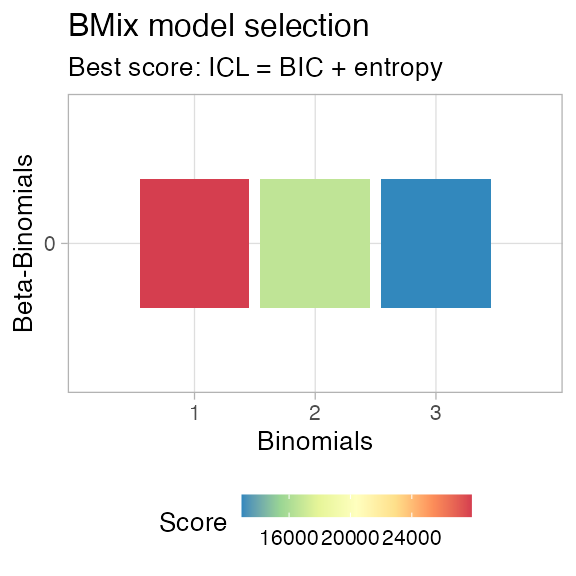 BMix model selection
Best score: ICL = BIC + entropy
Beta-Binomials
0
1 2 3
Binomials
Score
16000 20000 24000